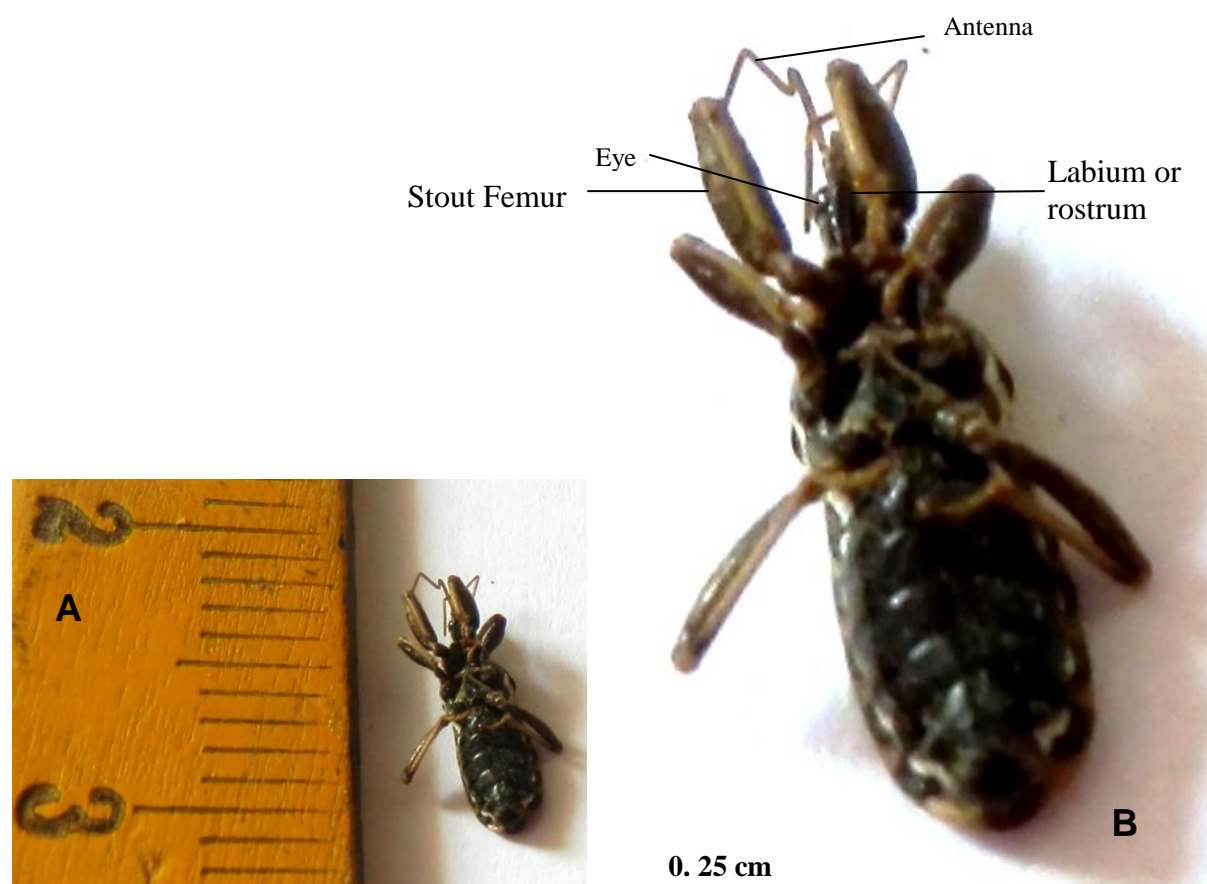 Antenna
Eye
Stout Femur
Labium or
rostrum
2
A
3
B
0. 25 cm